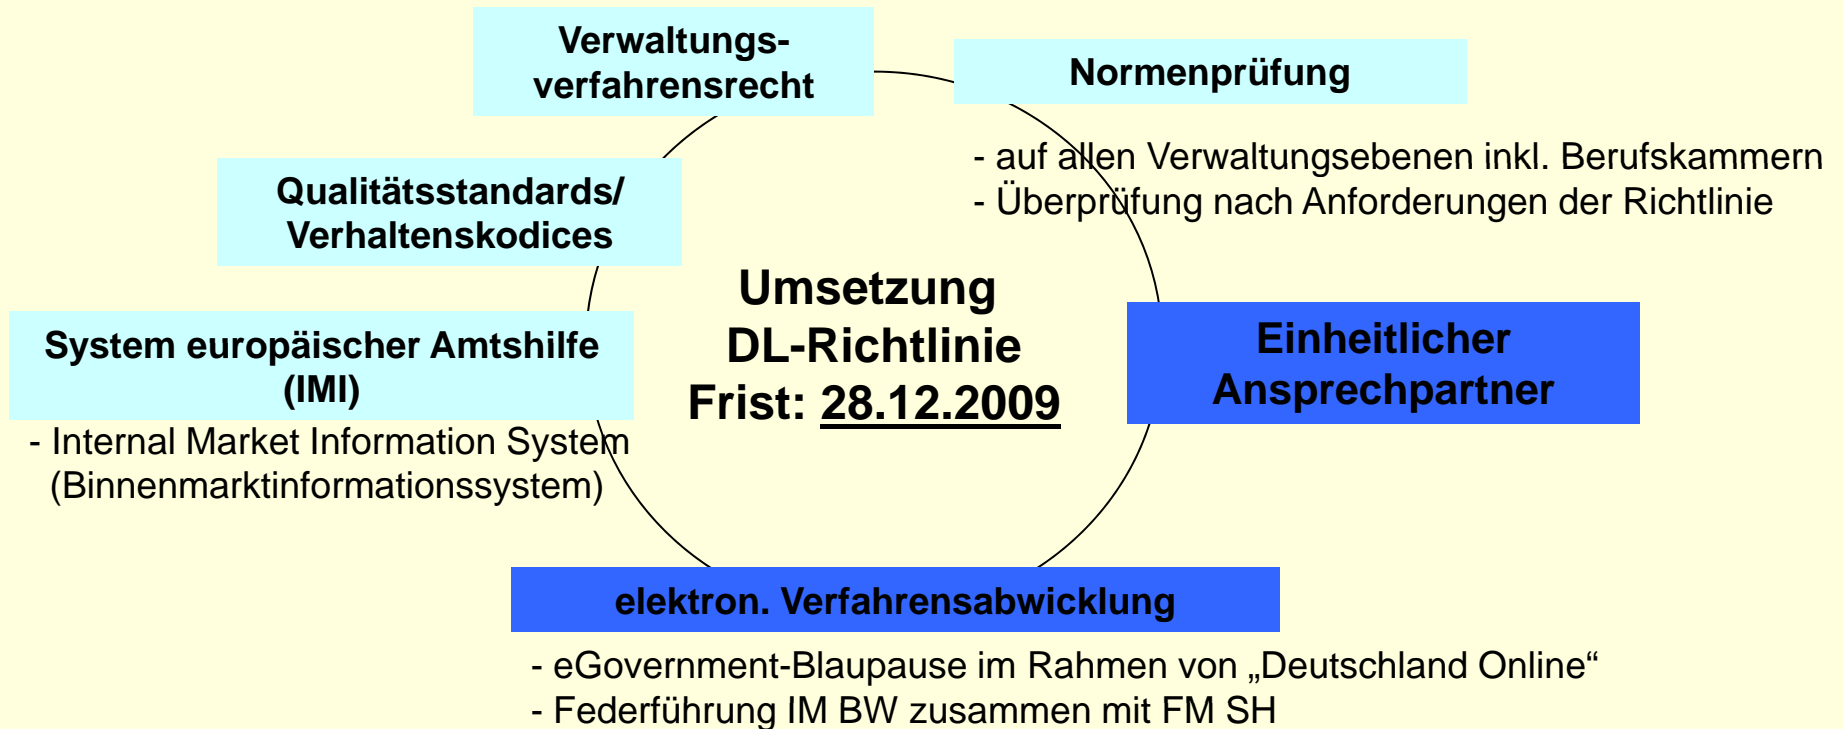 Verwaltungs-
verfahrensrecht
Normenprüfung
- auf allen Verwaltungsebenen inkl. Berufskammern
- Überprüfung nach Anforderungen der Richtlinie
Qualitätsstandards/
Verhaltenskodices
Umsetzung
DL-Richtlinie
Frist: 28.12.2009
Einheitlicher
Ansprechpartner
System europäischer Amtshilfe
(IMI)
- Internal Market Information System
(Binnenmarktinformationssystem)
elektron. Verfahrensabwicklung
- eGovernment-Blaupause im Rahmen von „Deutschland Online“
- Federführung IM BW zusammen mit FM SH